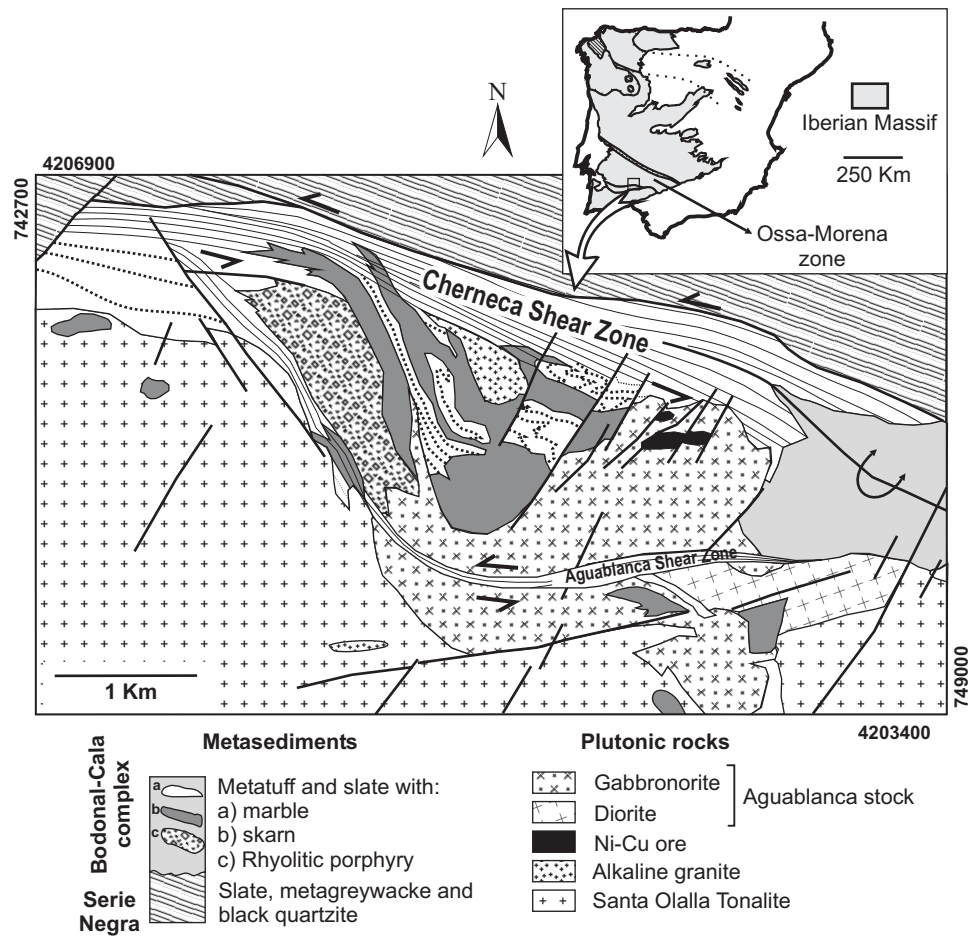 Iberian Massif
250 Km
Ossa-Morena
zone
N
4206900
742700
Cherneca Shear Zone
Aguablanca Shear Zone
1 Km
749000
4203400
Bodonal-Cala
complex
Metasediments
a
b
c
Metatuff and slate with:
a) marble
b) skarn
c) Rhyolitic porphyry
Serie
Negra
Slate, metagreywacke and
black quartzite
Plutonic rocks
Gabbronorite
Diorite
Aguablanca stock
Ni-Cu ore
Alkaline granite
Santa Olalla Tonalite